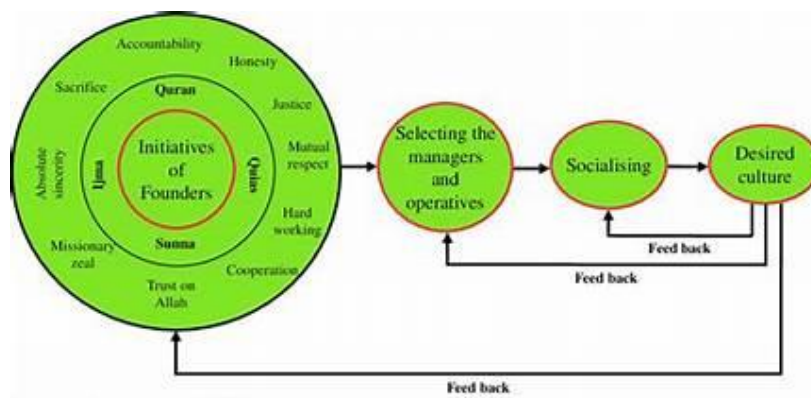 Accountability
Honesty
Sacrifice
Quran
Justice
Initiatives
of
Founders
Selecting the
managers
and
operatives
Socialising
Desired
culture
Mutual
respect
Absolute
sincerity
Ijma
Quias
Hard
working
Missionary
zeal
Sunna
Cooperation
Trust on
Allah
Feed back
Feed back
Feed back